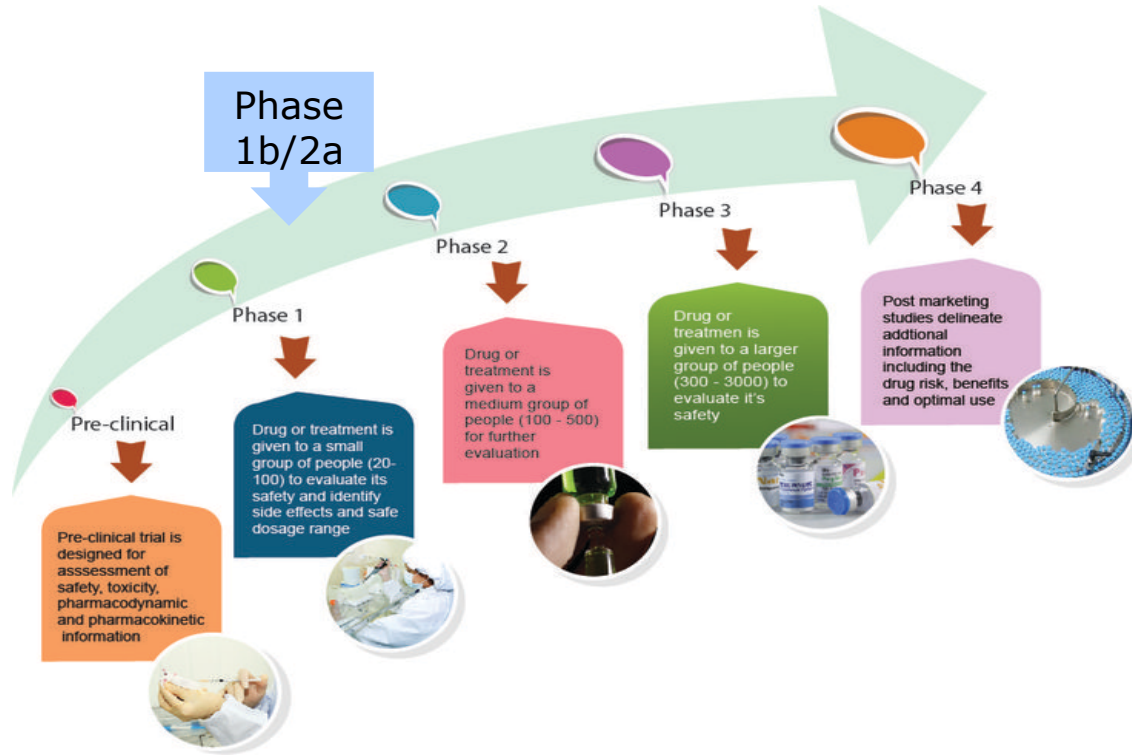 Phase
1b/2a
Pre-clinical
Phase 1
Phase 2
Phase 3
Phase 4
Pre-clinical trial is
designed for
asssessment of
safety, toxicity,
pharmacodynamic
and pharmacokinetic
information
Drug or treatment is
given to a small
group of people (20-
100) to evaluate its
safety and identify
side effects and safe
dosage range
Drug or
treatment is
given to a
medium group of
people (100 - 500)
for further
evaluation
Drug or
treatmen is
given to a larger
group of people
(300 - 3000) to
evaluate it's
safety
Post marketing
studies delineate
addtional
information
including the
drug risk, benefits
and optimal use